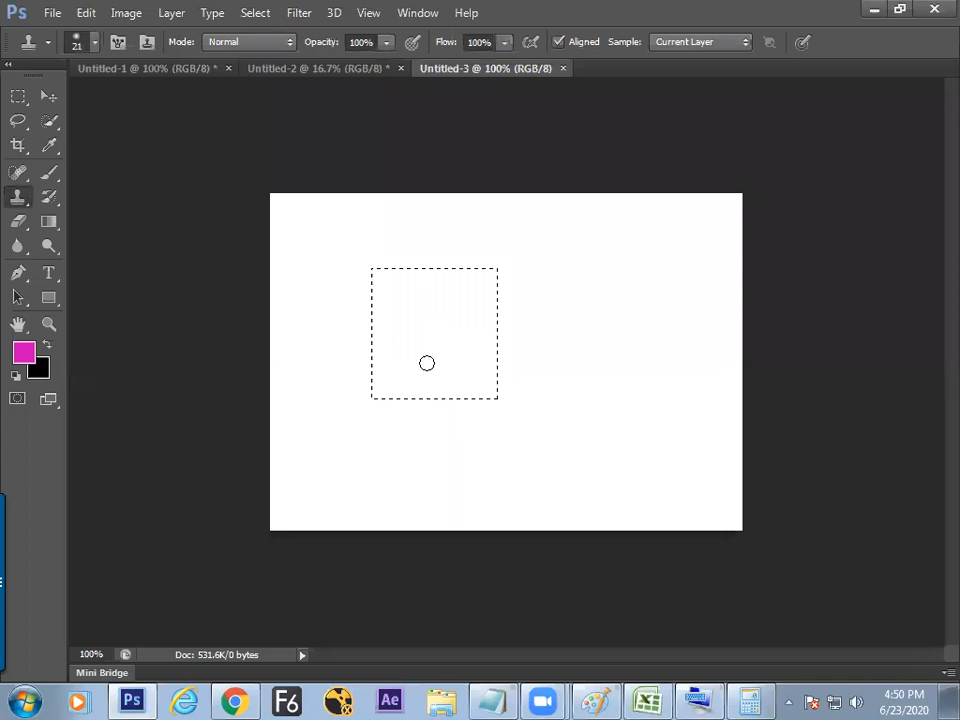 Ps File Edit Image Layer Type Select Filter 3D View Window Help
21 Mode: Normal Opacity: 100% Flow: 100% Aligned Sample: Current Layer
Untitled-1 @ 100% (RGB/8) * × Untitled-2 @ 16.7% (RGB/8) * × Untitled-3 @ 100% (RGB/8) ×
T
100% Doc: 531.6K/0 bytes
Mini Bridge
Ps F6 Ae 4:50 PM
6/23/2020